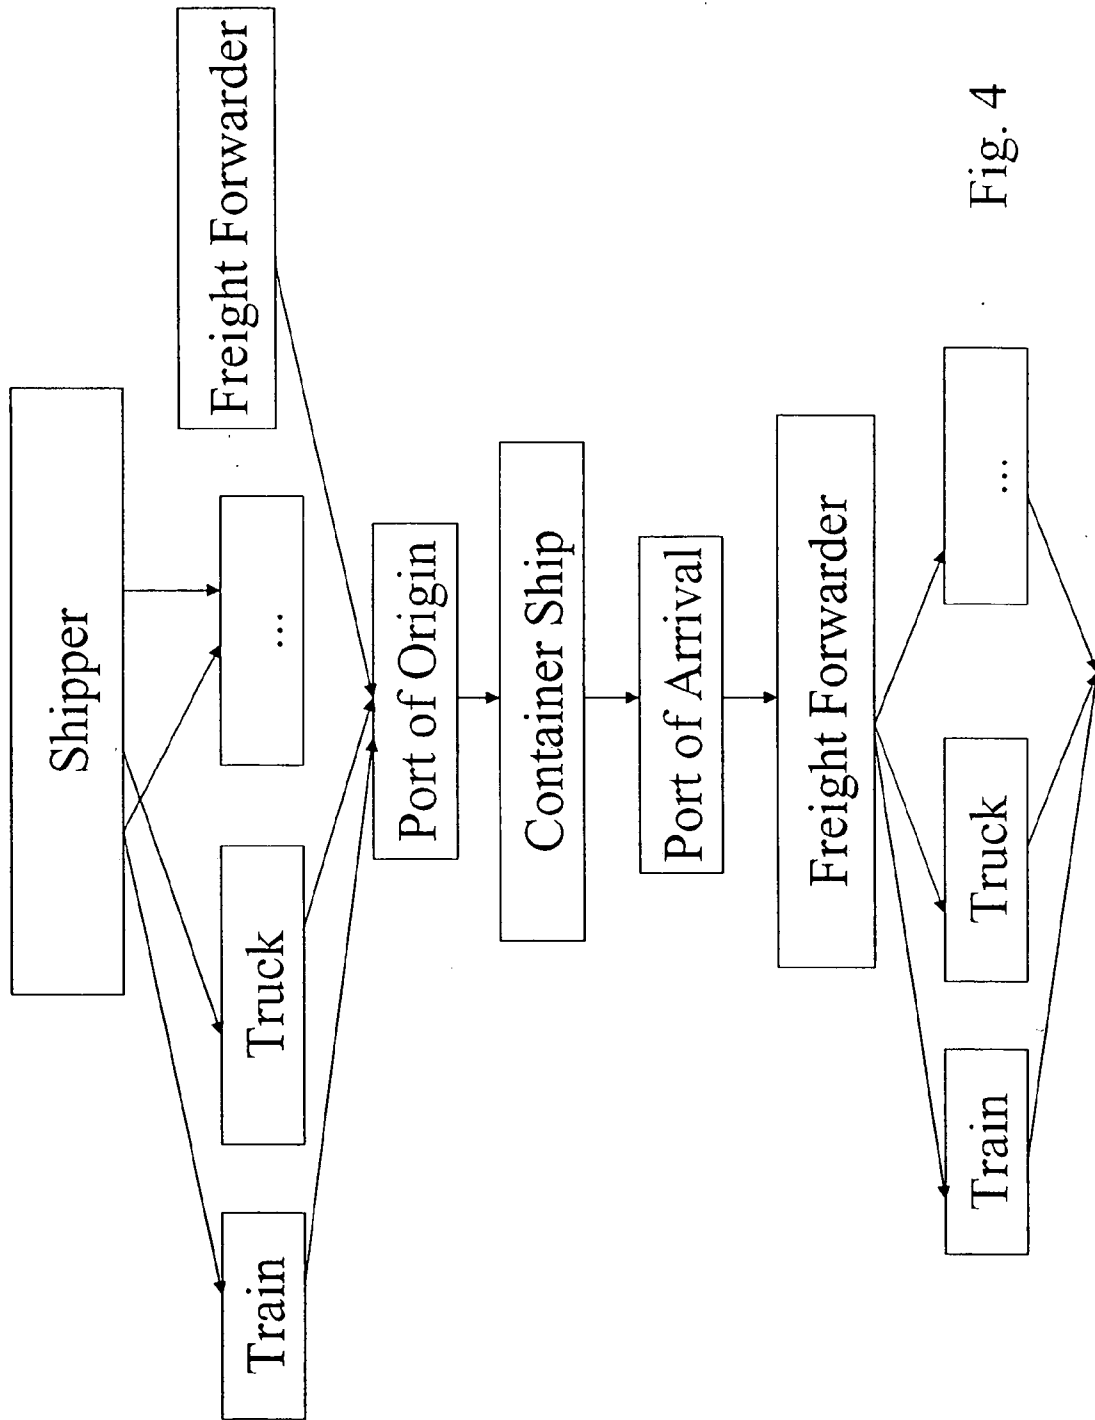 Shipper
Train
Truck
...
Freight Forwarder
Port of Origin
Container Ship
Port of Arrival
Freight Forwarder
Train
Truck
...
Fig. 4